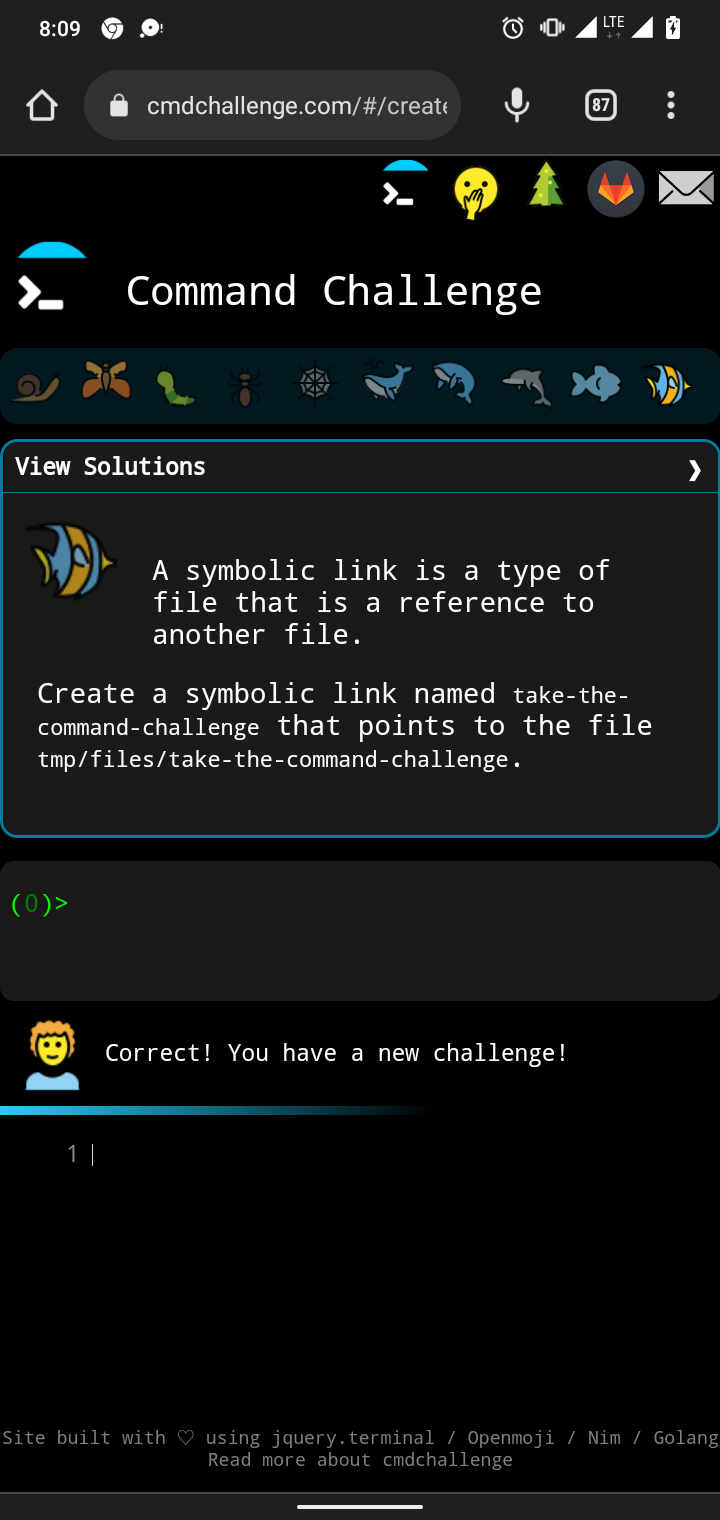 8:09
LTE
cmdchallenge.com/#/create
87
Command Challenge
View Solutions ❯
A symbolic link is a type of
file that is a reference to
another file.
Create a symbolic link named take-the-
command-challenge that points to the file
tmp/files/take-the-command-challenge.
(0)>
Correct! You have a new challenge!
1
Site built with ♡ using jquery.terminal / Openmoji / Nim / Golang
Read more about cmdchallenge